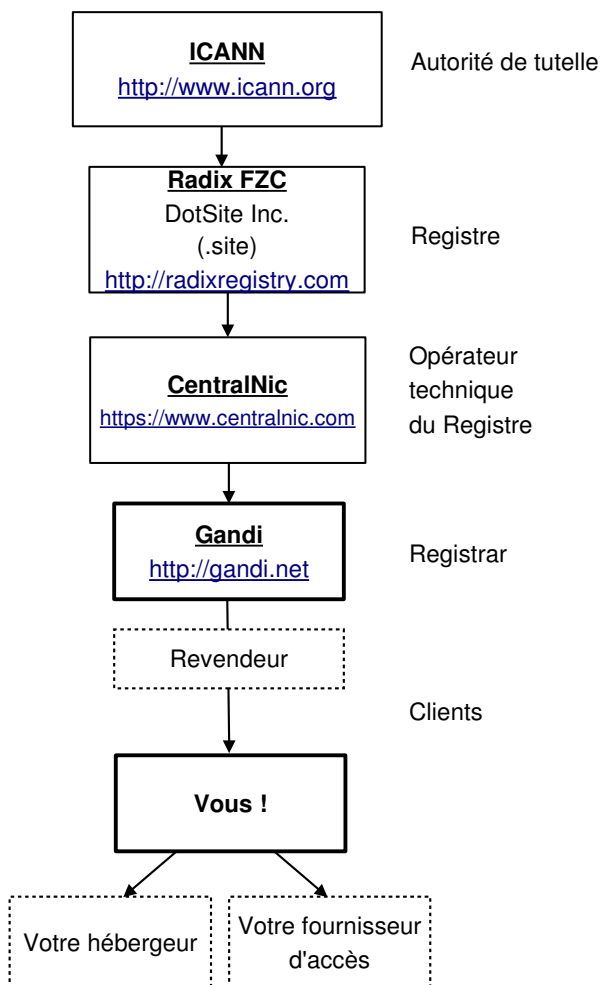 ICANN
http://www.icann.org
Autorité de tutelle
Radix FZC
DotSite Inc.
(.site)
http://radixregistry.com
Registre
CentralNic
https://www.centralnic.com
Opérateur
technique
du Registre
Gandi
http://gandi.net
Registrar
Revendeur
Clients
Vous !
Votre hébergeur
Votre fournisseur
d'accès